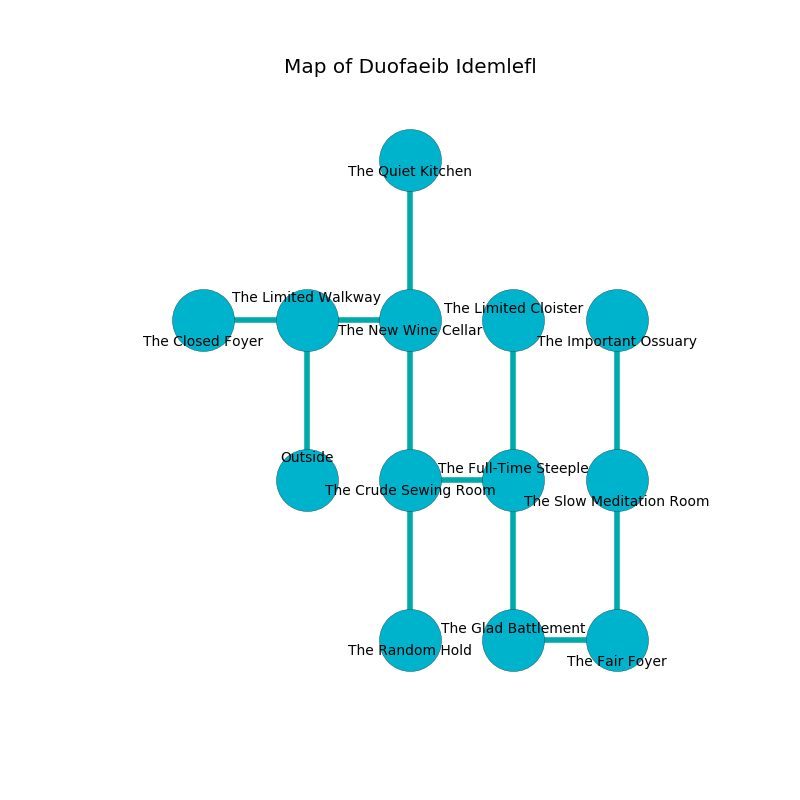 Map of Duofaeib Idemlefl
The Quiet Kitchen
The Limited Walkway
The Limited Cloister
The New Wine Cellar
The Closed Foyer
The Important Ossuary
Outside
The Full-Time Steeple
The Crude Sewing Room
The Slow Meditation Room
The Glad Battlement
The Random Hold
The Fair Foyer